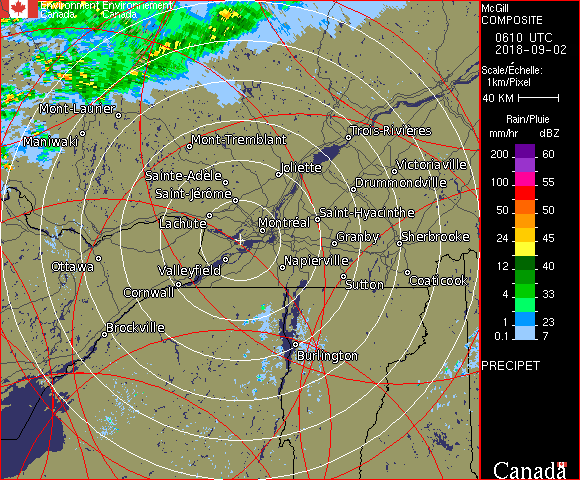 Environment Environnement
Canada Canada
Mont-Laurier
Maniwaki
Mont-Tremblant
Trois-Rivières
Joliette
Victoriaville
Sainte-Adèle
Drummondville
Saint-Jérôme
Saint-Hyacinthe
Lachute
Montréal
Granby
Sherbrooke
Ottawa
Valleyfield
Napierville
Coaticook
Sutton
Cornwall
Brockville
Burlington
McGill
COMPOSITE
0610 UTC
2018-09-02
Scale/Échelle:
1km/Pixel
40 KM
Rain/Pluie
mm/hr dBZ
200 60
155 55
100 55
50 50
24 45
12 40
4 33
1 23
0.1 7
PRECIPET
Canada